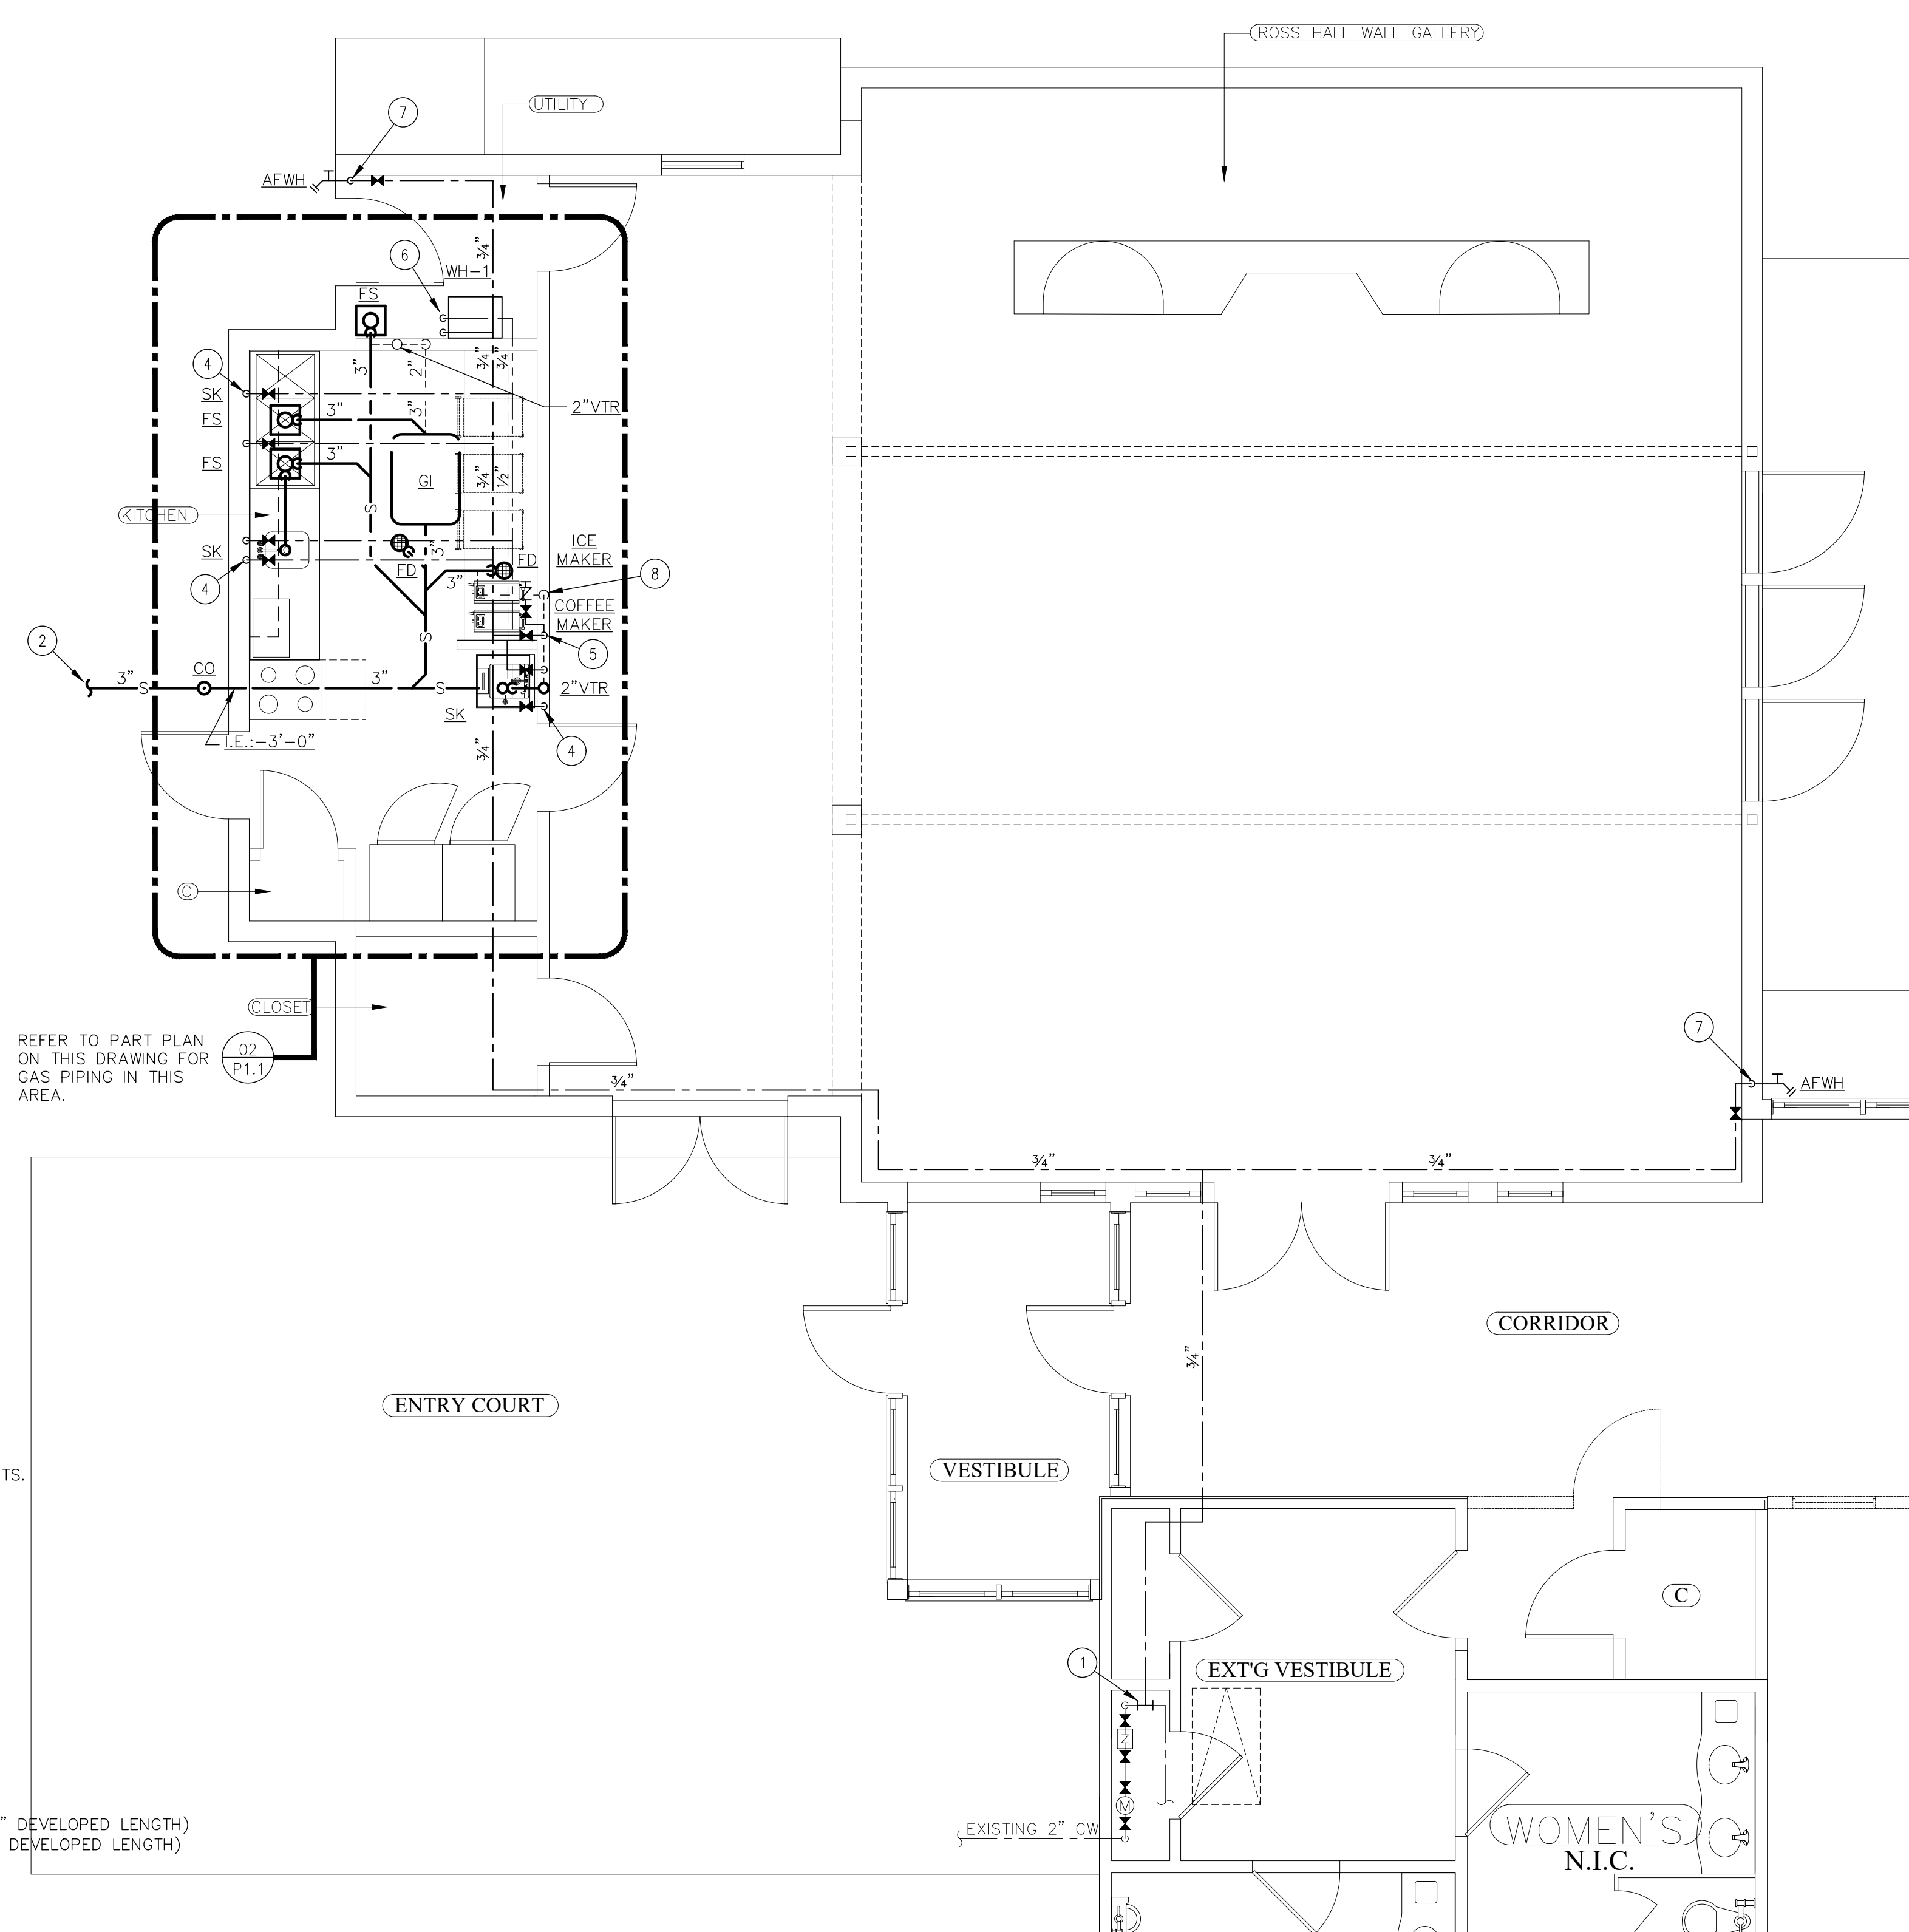 ROSS HALL WALL GALLERY
UTILITY
7
AFWH
3/4"
6
WH-1
FS
3"
2"
3/4"
3/4"
4
SK
FS
3"
3"
2"VTR
FS
3"
GI
3/4"
1/2"
KITCHEN
S
SK
4
FD
3"
FD
3"
ICE
MAKER
8
COFFEE
MAKER
5
2
3"
S
CO
3"
S
S
2"VTR
SK
I.E.:-3'-0"
3/4"
4
C
CLOSET
REFER TO PART PLAN
ON THIS DRAWING FOR
GAS PIPING IN THIS
AREA.
02
P1.1
3/4"
7
AFWH
3/4"
3/4"
3/4"
CORRIDOR
ENTRY COURT
VESTIBULE
TS.
C
1
EXT'G VESTIBULE
Z
M
EXISTING 2" CW
WOMEN'S
N.I.C.
" DEVELOPED LENGTH)
DEVELOPED LENGTH)